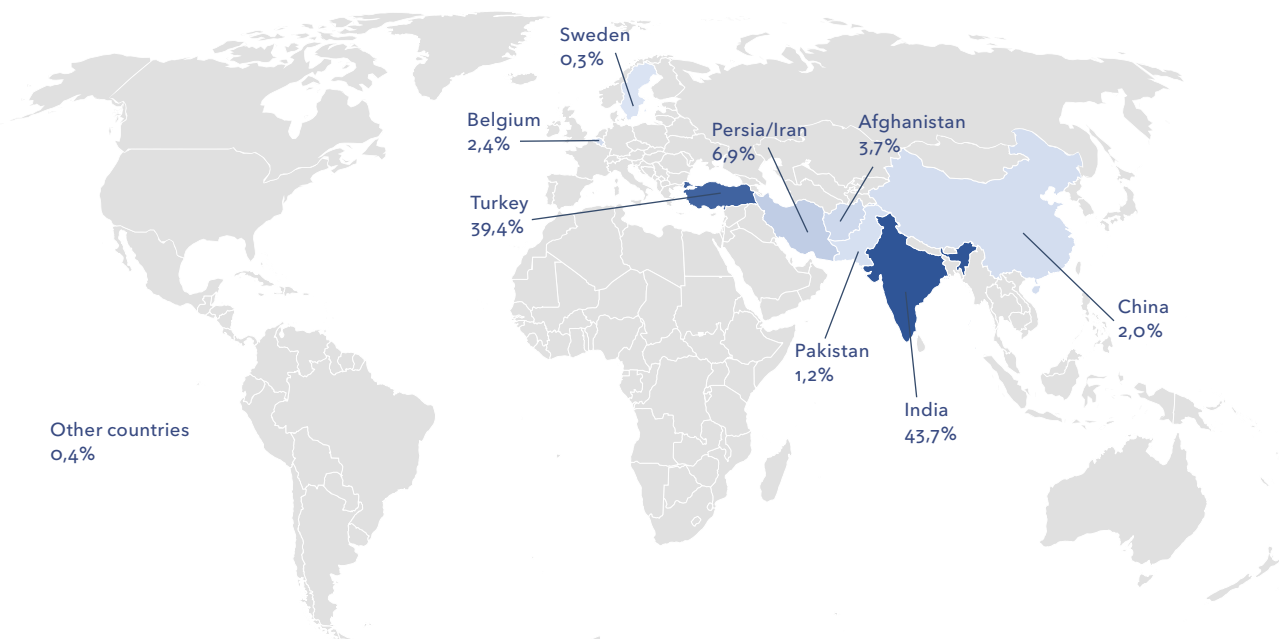 Sweden
0,3%
Belgium
2,4%
Persia/Iran
6,9%
Afghanistan
3,7%
Turkey
39,4%
China
2,0%
Pakistan
1,2%
India
43,7%
Other countries
0,4%